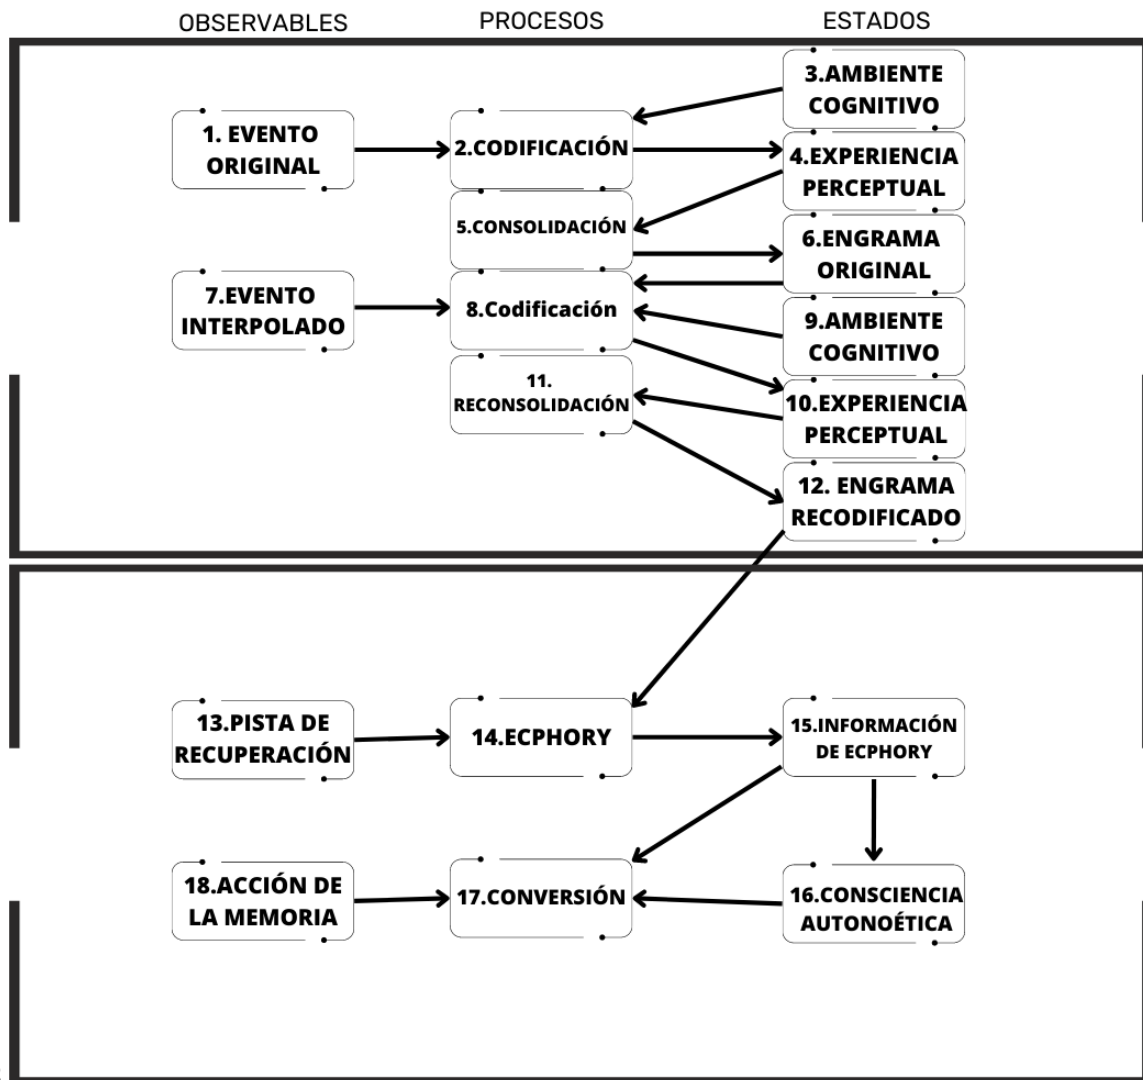 OBSERVABLES PROCESOS ESTADOS
3.AMBIENTE
COGNITIVO
1. EVENTO
ORIGINAL
2.CODIFICACIÓN
4.EXPERIENCIA
PERCEPTUAL
5.CONSOLIDACIÓN
6.ENGRAMA
ORIGINAL
7.EVENTO
INTERPOLADO
8.Codificación
9.AMBIENTE
COGNITIVO
11.
RECONSOLIDACIÓN
10.EXPERIENCIA
PERCEPTUAL
12. ENGRAMA
RECODIFICADO
13.PISTA DE
RECUPERACIÓN
14.ECPHORY
15.INFORMACIÓN
DE ECPHORY
18.ACCIÓN DE
LA MEMORIA
17.CONVERSIÓN
16.CONSCIENCIA
AUTONOÉTICA